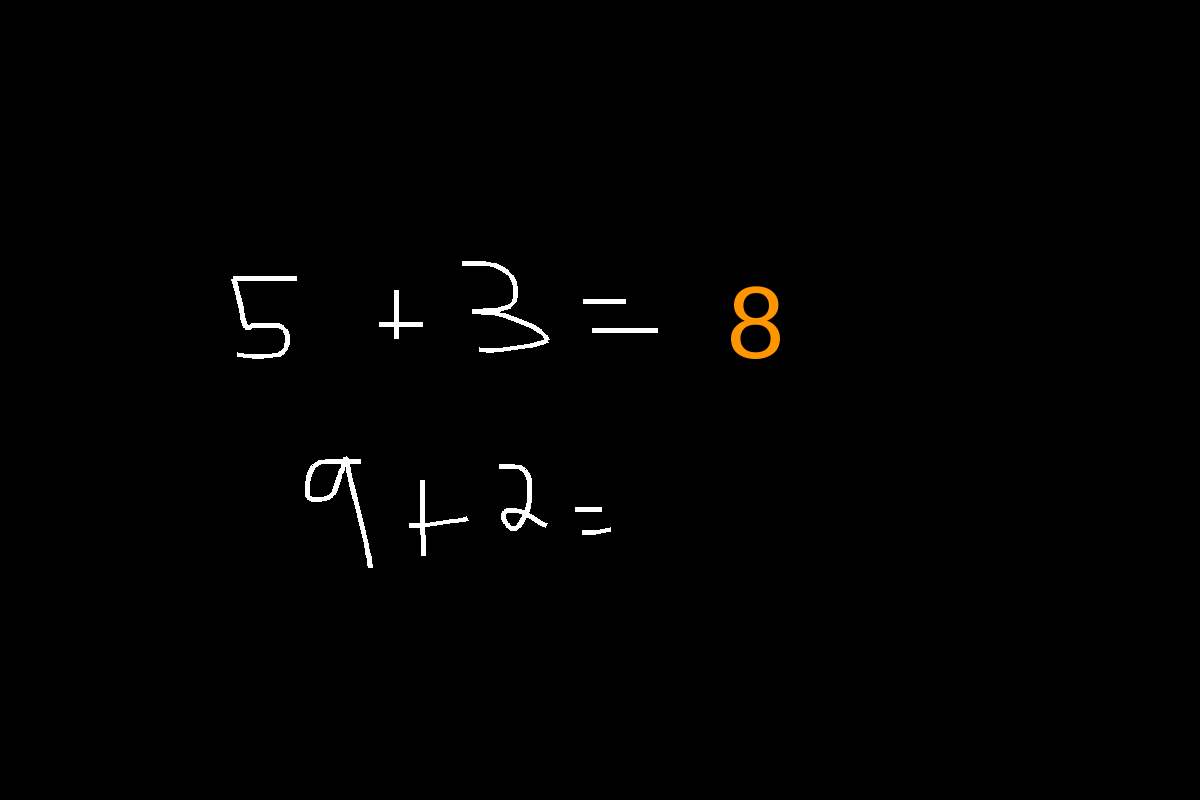 5 + 3 = 8
9 + 2 =